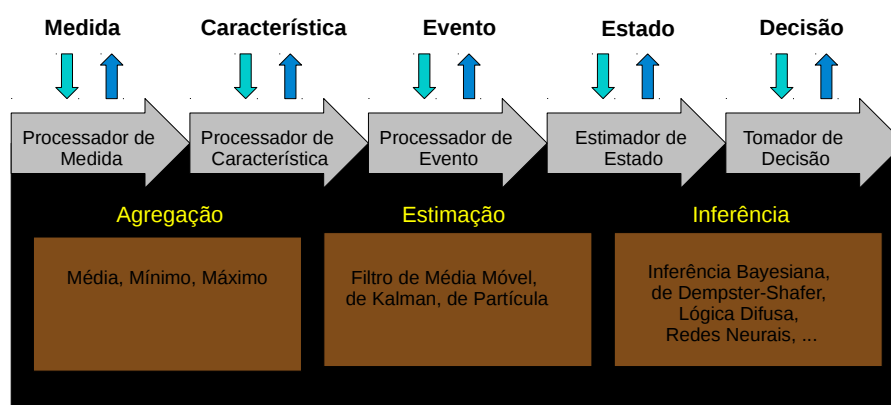 Medida
Característica
Evento
Estado
Decisão
Processador de
Medida
Processador de
Característica
Processador de
Evento
Estimador de
Estado
Tomador de
Decisão
Agregação
Estimação
Inferência
Média, Mínimo, Máximo
Filtro de Média Móvel,
de Kalman, de Partícula
Inferência Bayesiana,
de Dempster-Shafer,
Lógica Difusa,
Redes Neurais, ...